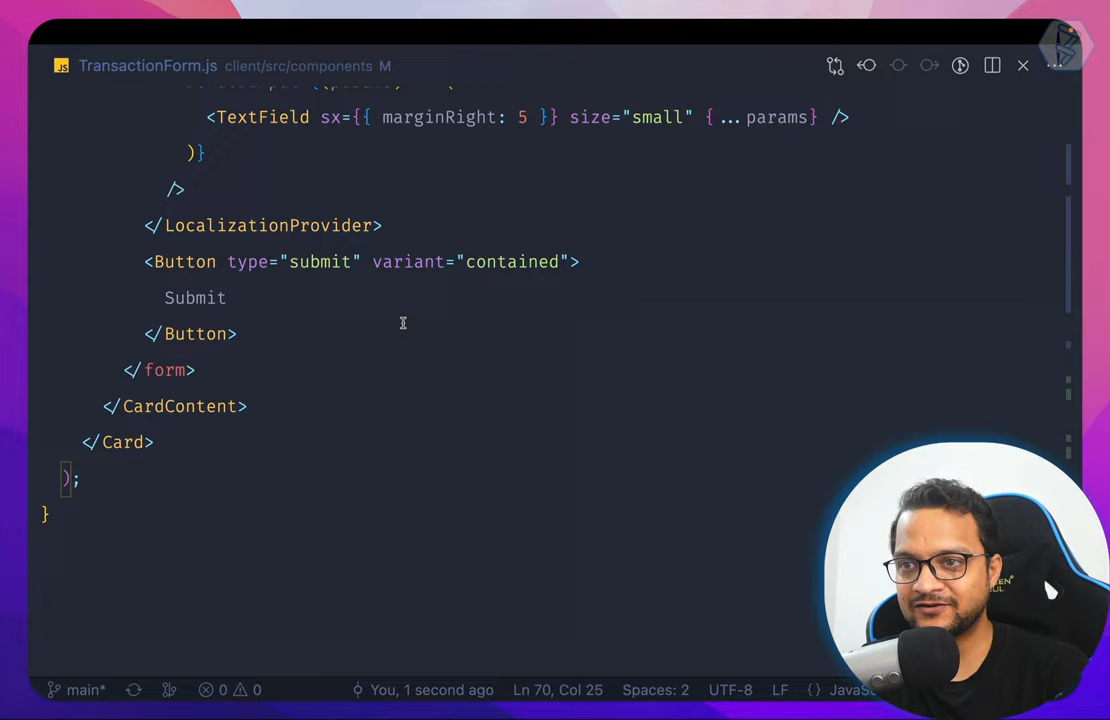 JS TransactionForm.js client/src/components M
<TextField sx={{ marginRight: 5 }} size="small" {...params} />
)}
/>
</LocalizationProvider>
<Button type="submit" variant="contained">
Submit
</Button>
</form>
</CardContent>
</Card>
);
}
main* 0 0 You, 1 second ago Ln 70, Col 25 Spaces: 2 UTF-8 LF {}